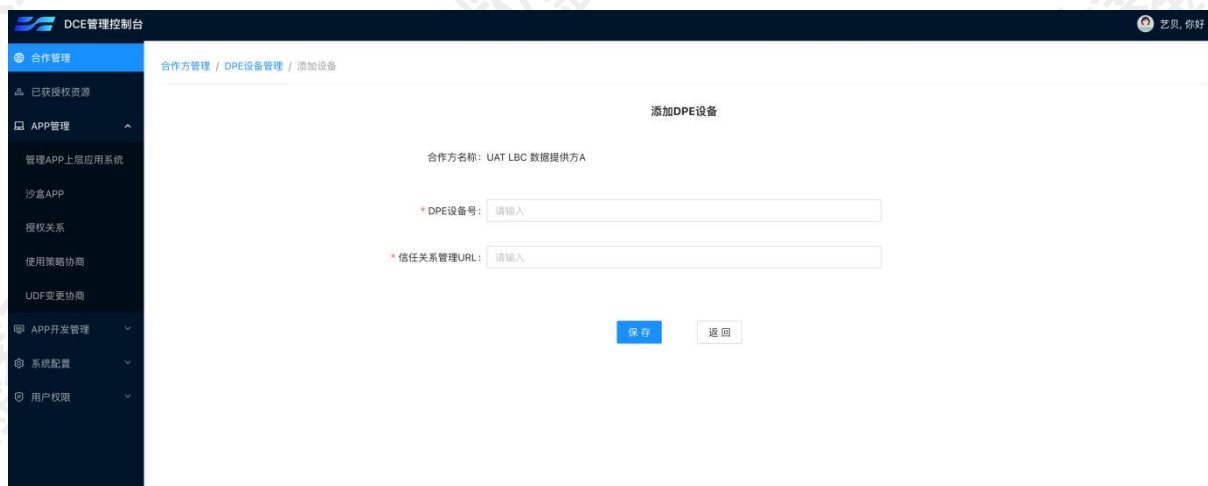 DCE管理控制台
艺贝, 你好
合作管理
已获授权资源
APP管理
管理APP上层应用系统
沙盒APP
授权关系
使用策略协商
UDF变更协商
APP开发管理
系统配置
用户权限
合作方管理 / DPE设备管理 / 添加设备
添加DPE设备
合作方名称: UAT LBC 数据提供方A
* DPE设备号: 请输入
* 信任关系管理URL: 请输入
保 存
返 回